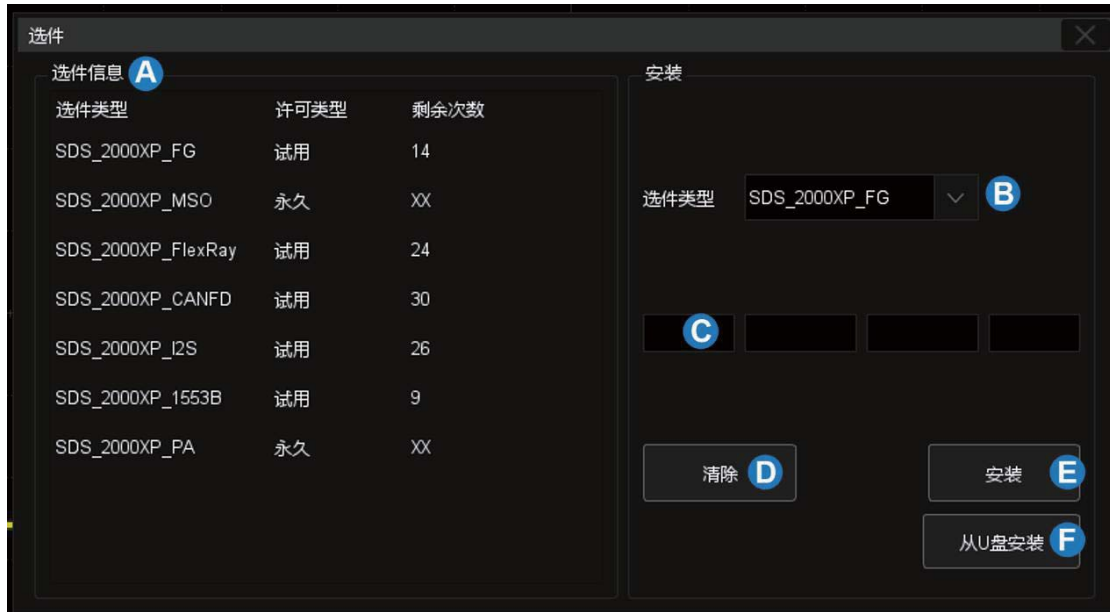 选件
选件信息 A
选件类型 许可类型 剩余次数
SDS_2000XP_FG 试用 14
SDS_2000XP_MSO 永久 XX
SDS_2000XP_FlexRay 试用 24
SDS_2000XP_CANFD 试用 30
SDS_2000XP_I2S 试用 26
SDS_2000XP_1553B 试用 9
SDS_2000XP_PA 永久 XX
安装
选件类型 SDS_2000XP_FG B
C
清除 D
安装 E
从U盘安装 F